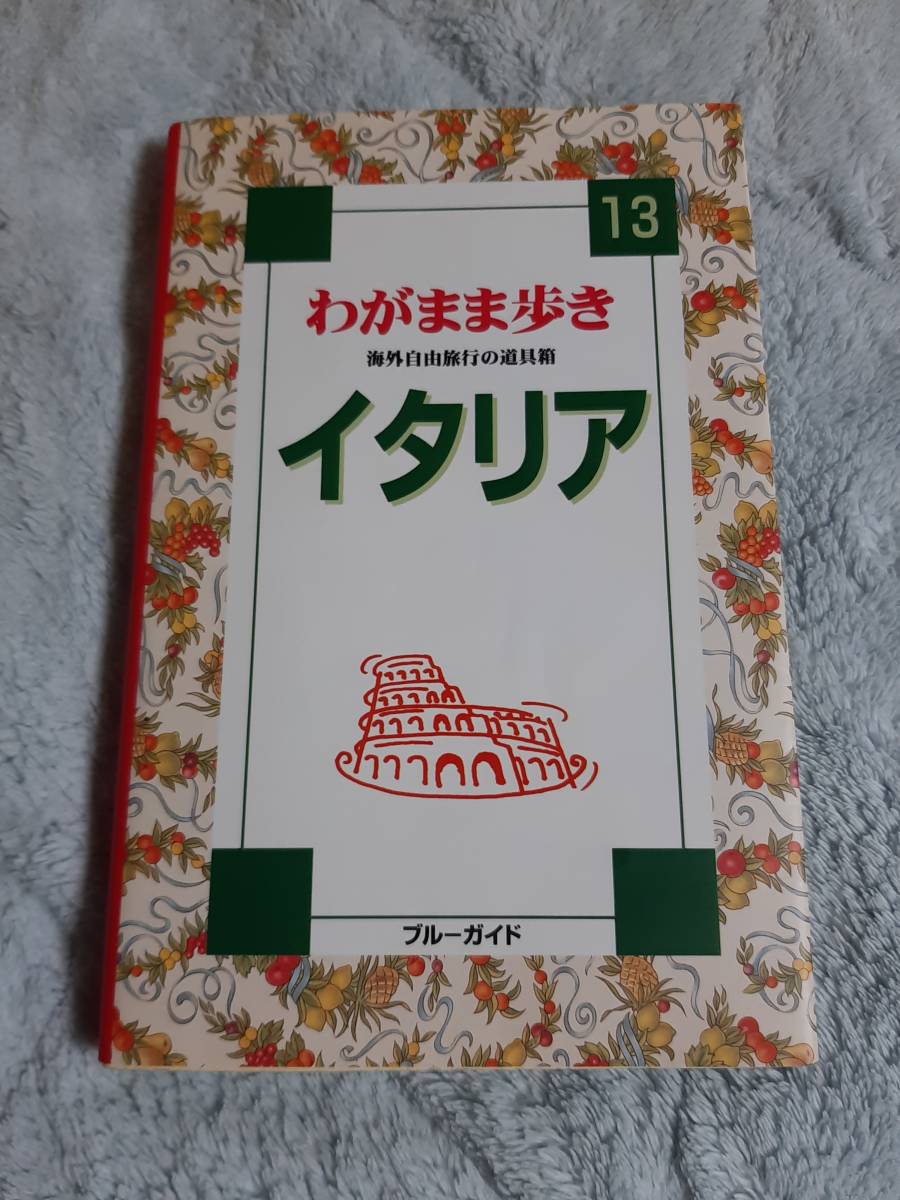 13
わがまま歩き
海外自由旅行の道具箱
イタリア
ブルーガイド